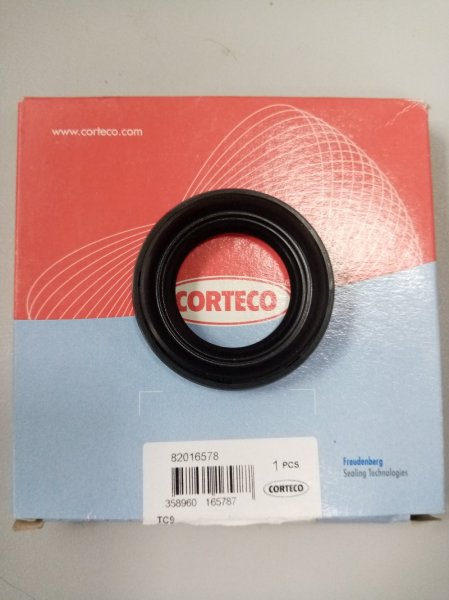 www.corteco.com
CORTECO
82016578
1 PCS
Freudenberg
Sealing Technologies
358960 165787
CORTECO
TC9